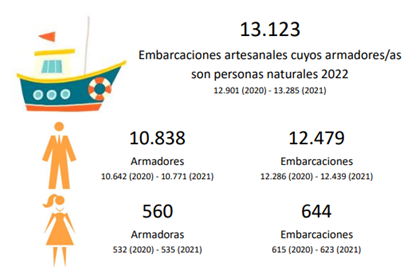 13.123
Embarcaciones artesanales cuyos armadores/as
son personas naturales 2022
12.901 (2020) - 13.285 (2021)
10.838 12.479
Armadores Embarcaciones
10.642 (2020) - 10.771 (2021) 12.286 (2020) - 12.439 (2021)
560 644
Armadoras Embarcaciones
532 (2020) - 535 (2021) 615 (2020) - 623 (2021)